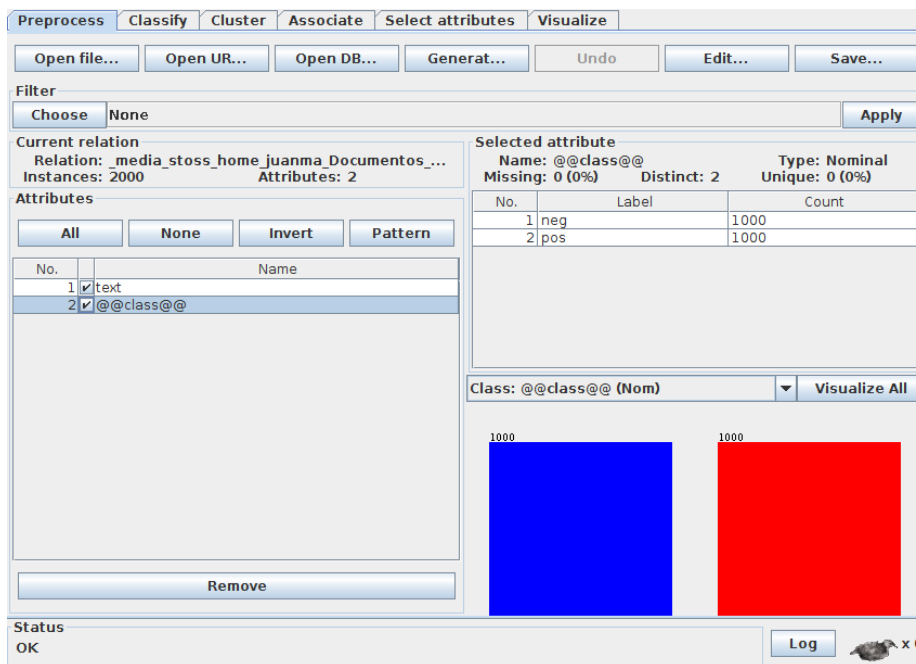 Preprocess Classify Cluster Associate Select attributes Visualize
Open file... Open UR... Open DB... Generat... Undo Edit... Save...
Filter
Choose None Apply
Current relation
Relation: _media_stoss_home_juanma_Documentos_...
Instances: 2000 Attributes: 2
Attributes
All None Invert Pattern
No. Name
1 text
2 @@class@@
Remove
Selected attribute
Name: @@class@@ Type: Nominal
Missing: 0 (0%) Distinct: 2 Unique: 0 (0%)
No. Label Count
1 neg 1000
2 pos 1000
Class: @@class@@ (Nom) Visualize All
1000 1000
Status
OK Log x